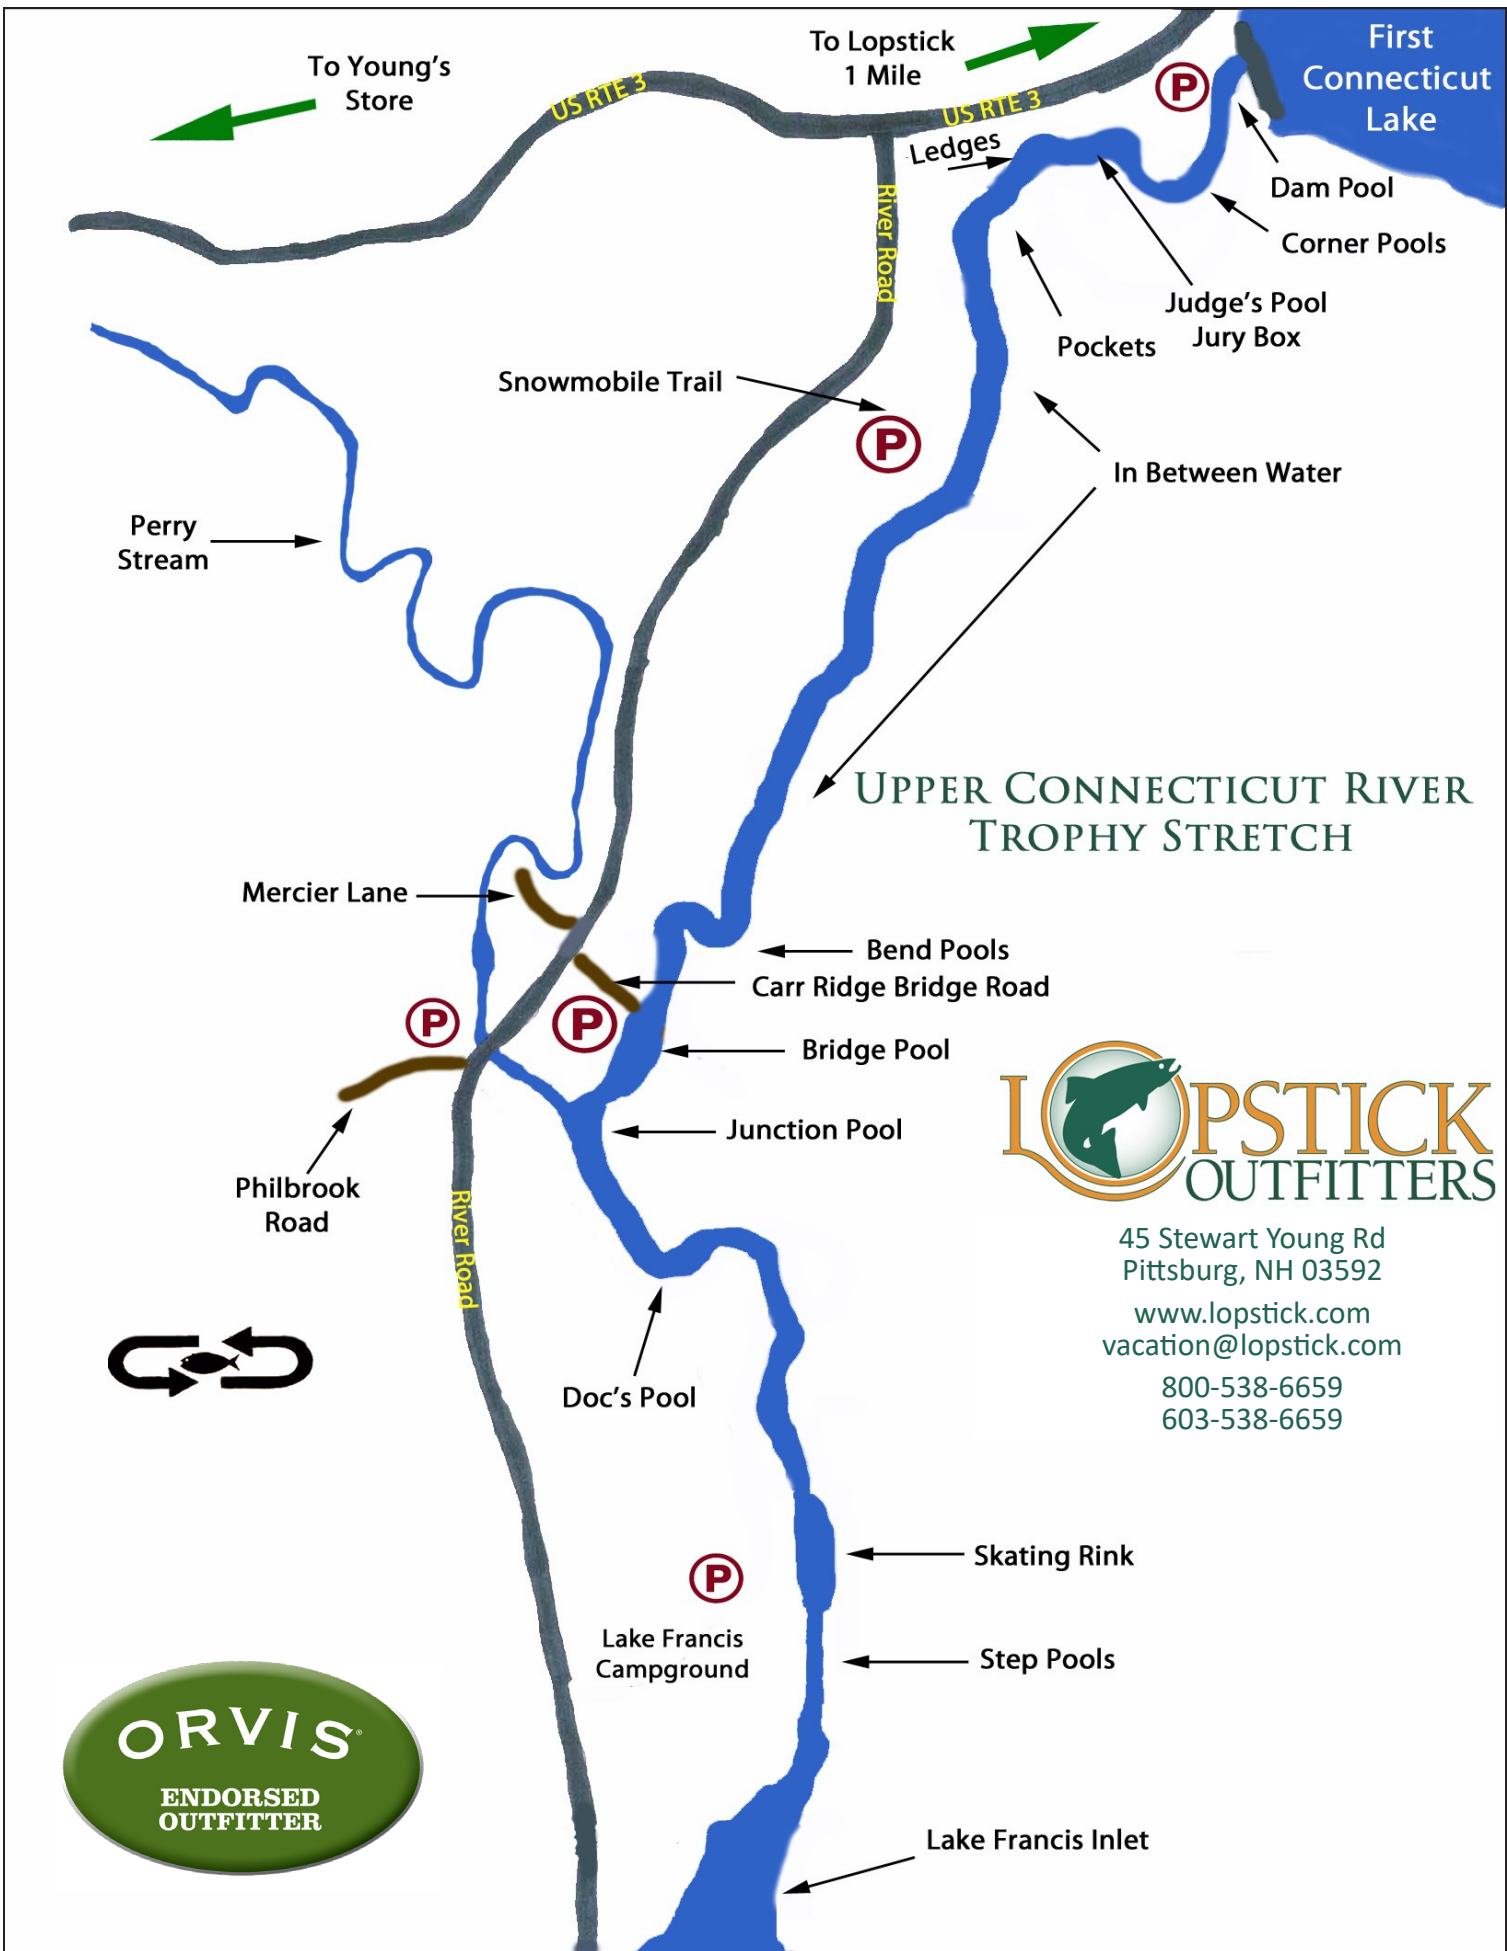 To Young's
Store
To Lopstick
1 Mile
First
Connecticut
Lake
US RTE 3
US RTE 3
P
Ledges
Dam Pool
River Road
Corner Pools
Judge's Pool
Jury Box
Pockets
Snowmobile Trail
P
In Between Water
Perry
Stream
UPPER CONNECTICUT RIVER
TROPHY STRETCH
Mercier Lane
Bend Pools
Carr Ridge Bridge Road
P
P
Bridge Pool
Junction Pool
Philbrook
Road
River Road
LOPSTICK
OUTFITTERS
45 Stewart Young Rd
Pittsburg, NH 03592
www.lopstick.com
vacation@lopstick.com
800-538-6659
603-538-6659
Doc's Pool
Skating Rink
P
Lake Francis
Campground
Step Pools
ORVIS®
ENDORSED
OUTFITTER
Lake Francis Inlet